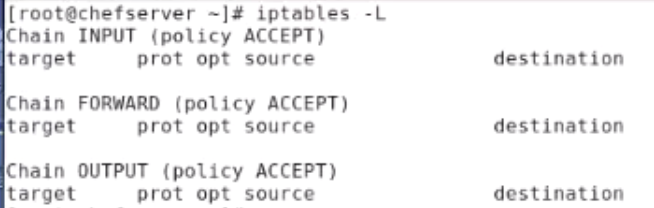 [root@chefserver ~]# iptables -L
Chain INPUT (policy ACCEPT)
target     prot opt source               destination

Chain FORWARD (policy ACCEPT)
target     prot opt source               destination

Chain OUTPUT (policy ACCEPT)
target     prot opt source               destination